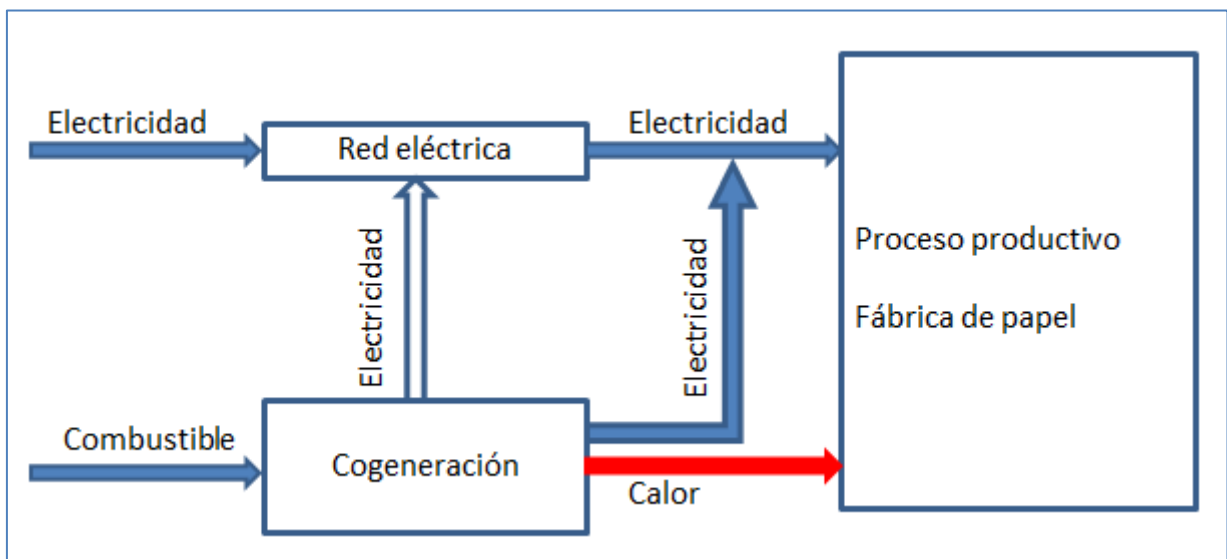 Electricidad
Red eléctrica
Electricidad
Proceso productivo
Fábrica de papel
Electricidad
Electricidad
Combustible
Cogeneración
Calor